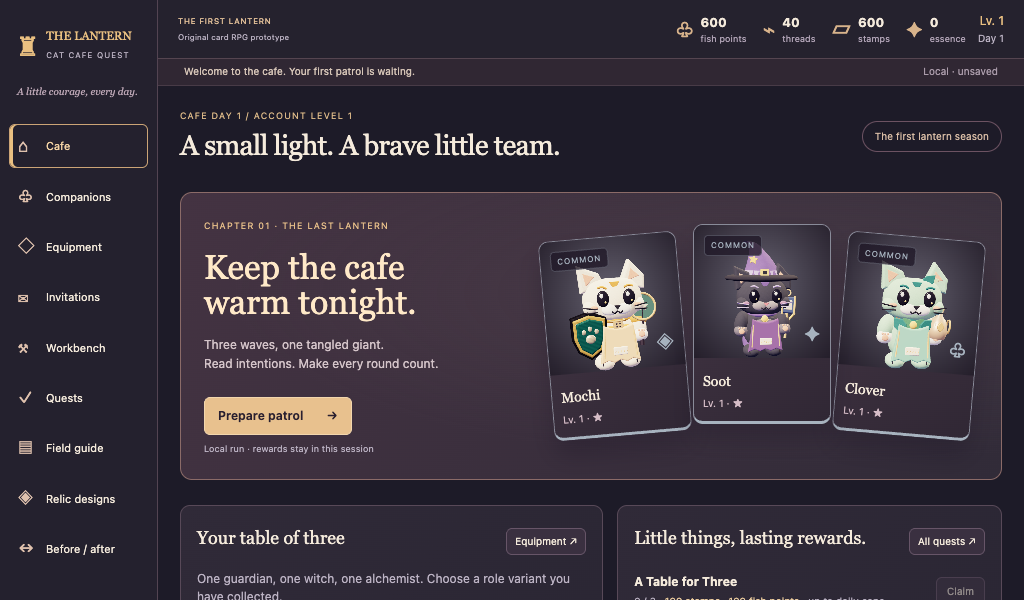 THE LANTERN
CAT CAFE QUEST
A little courage, every day.
Cafe
Companions
Equipment
Invitations
Workbench
Quests
Field guide
Relic designs
Before / after
THE FIRST LANTERN
Original card RPG prototype
600
fish points
40
threads
600
stamps
0
essence
Lv. 1
Day 1
Welcome to the cafe. Your first patrol is waiting.
Local · unsaved
CAFE DAY 1 / ACCOUNT LEVEL 1
A small light. A brave little team.
The first lantern season
CHAPTER 01 · THE LAST LANTERN
Keep the cafe
warm tonight.
Three waves, one tangled giant.
Read intentions. Make every round count.
Prepare patrol →
Local run · rewards stay in this session
COMMON
Mochi
Lv. 1 · ★
COMMON
Soot
Lv. 1 · ★
COMMON
Clover
Lv. 1 · ★
Your table of three
Equipment ↗
One guardian, one witch, one alchemist. Choose a role variant you
have collected.
Little things, lasting rewards.
All quests ↗
A Table for Three
Claim